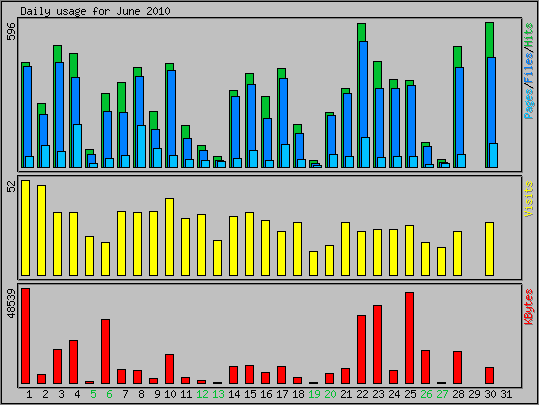 Daily usage for June 2010
596
Pages/Files/Hits
52
Visits
48539
KBytes
1 2 3 4 5 6 7 8 9 10 11 12 13 14 15 16 17 18 19 20 21 22 23 24 25 26 27 28 29 30 31